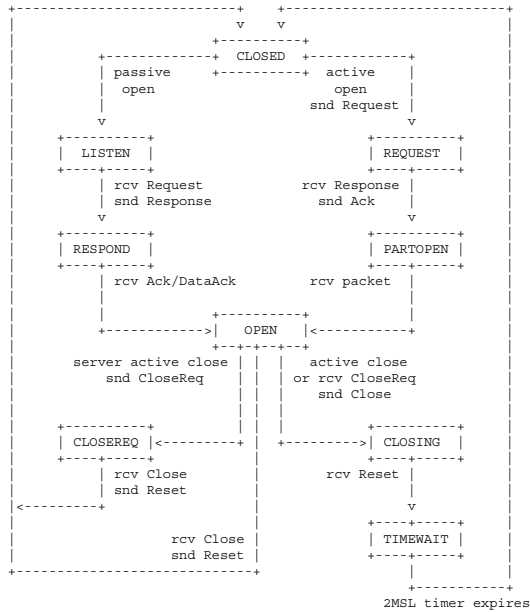 CLOSED
passive active
open open
snd Request
LISTEN REQUEST
rcv Request rcv Response
snd Response snd Ack
RESPOND PARTOPEN
rcv Ack/DataAck rcv packet
OPEN
server active close active close
snd CloseReq or rcv CloseReq
snd Close
CLOSEREQ CLOSING
rcv Close rcv Reset
snd Reset
rcv Close TIMEWAIT
snd Reset
2MSL timer expires